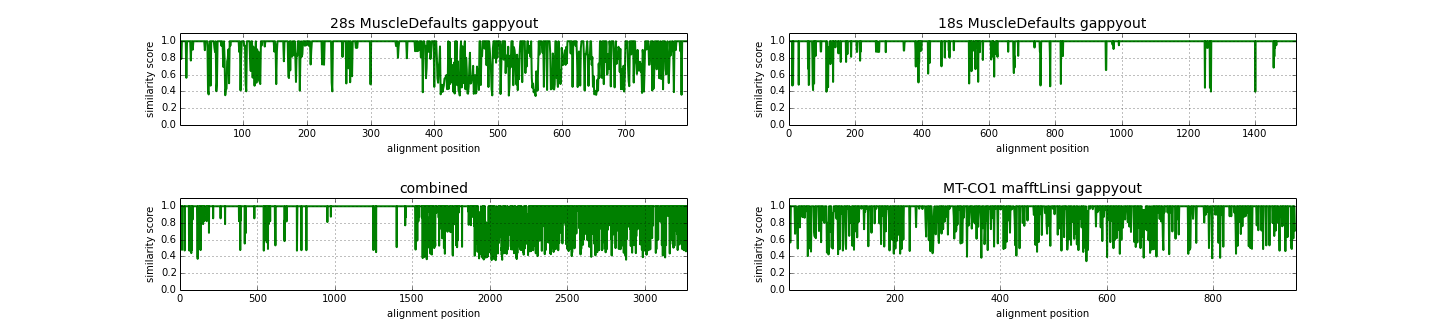 28s MuscleDefaults gappyout
1.0
0.8
0.6
0.4
0.2
0.0
similarity score
100 200 300 400 500 600 700
alignment position
18s MuscleDefaults gappyout
1.0
0.8
0.6
0.4
0.2
0.0
similarity score
0 200 400 600 800 1000 1200 1400
alignment position
combined
1.0
0.8
0.6
0.4
0.2
0.0
similarity score
0 500 1000 1500 2000 2500 3000
alignment position
MT-CO1 mafftLinsi gappyout
1.0
0.8
0.6
0.4
0.2
0.0
similarity score
200 400 600 800
alignment position